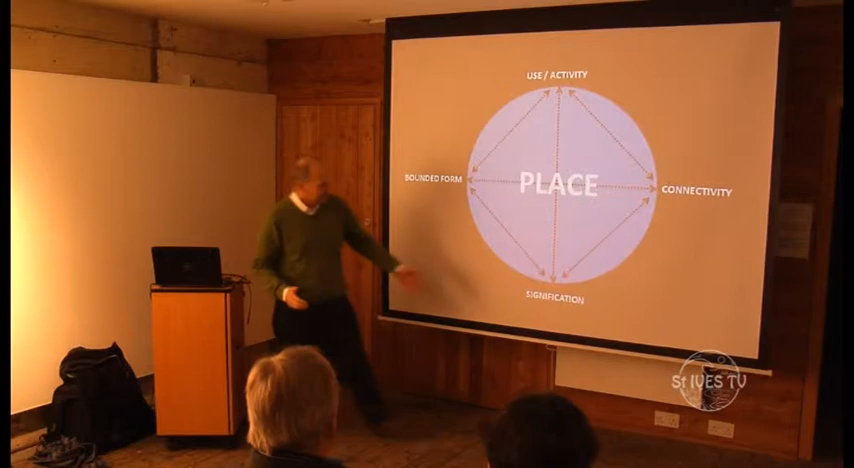 USE / ACTIVITY
BOUNDED FORM
PLACE
CONNECTIVITY
SIGNIFICATION
St IVES TV